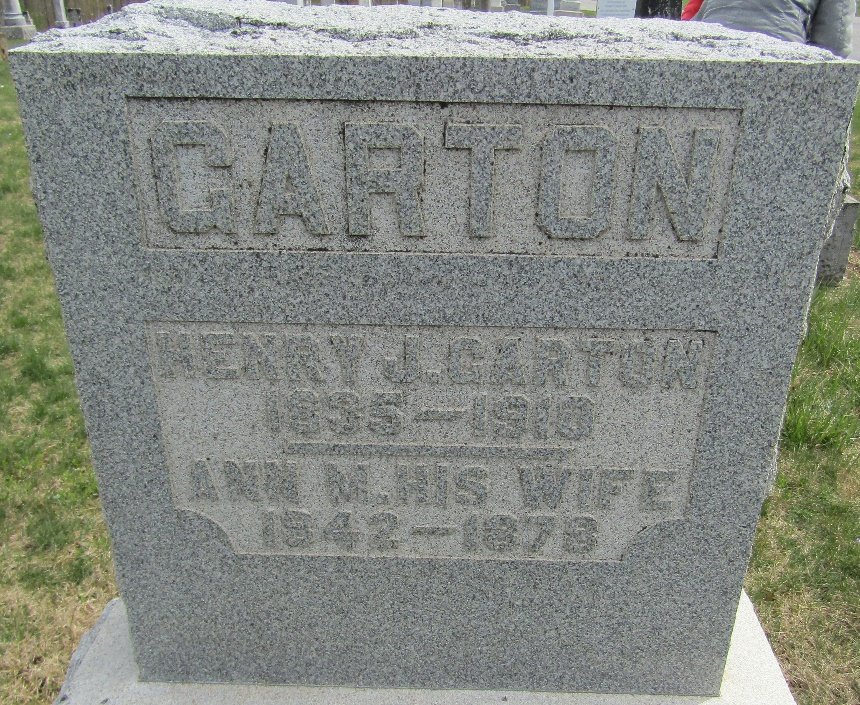 GARTON
HENRY J. GARTON
1835–1910
ANN M. HIS WIFE
1842–1878